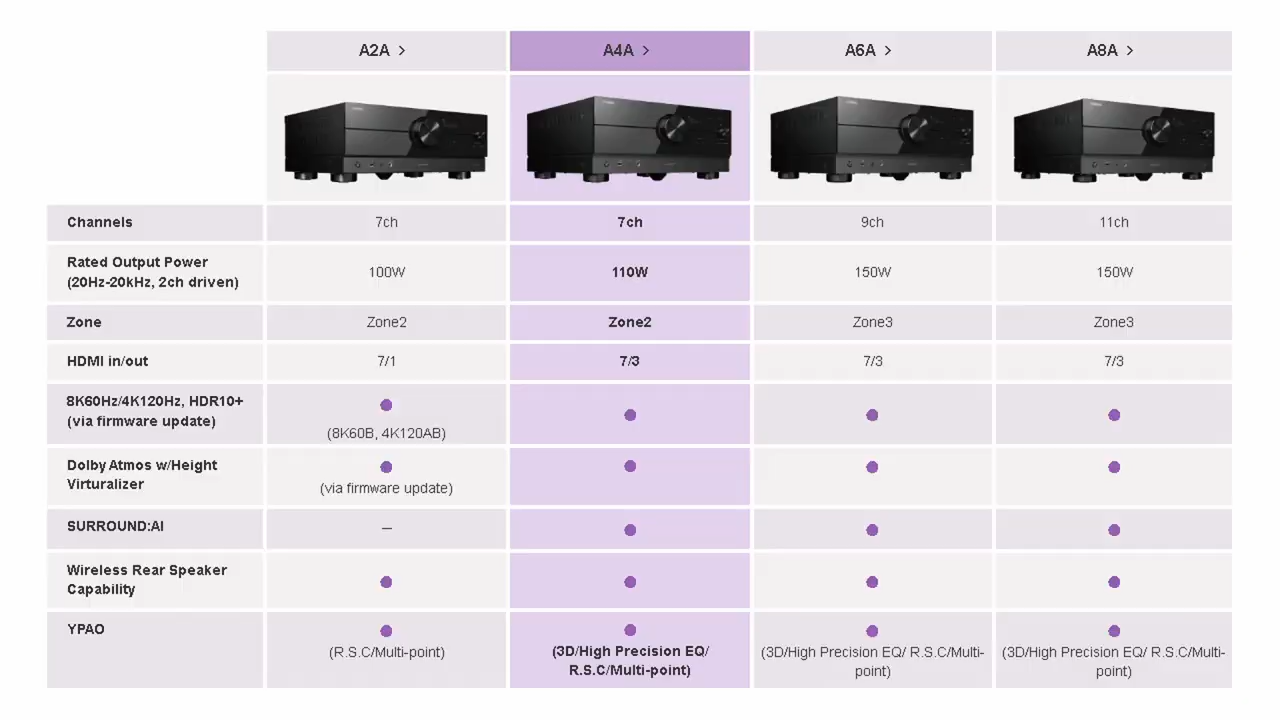 A2A >
A4A >
A6A >
A8A >
Channels
7ch
7ch
9ch
11ch
Rated Output Power
(20Hz-20kHz, 2ch driven)
100W
110W
150W
150W
Zone
Zone2
Zone2
Zone3
Zone3
HDMI in/out
7/1
7/3
7/3
7/3
8K60Hz/4K120Hz, HDR10+
(via firmware update)
(8K60B, 4K120AB)
Dolby Atmos w/Height
Virturalizer
(via firmware update)
SURROUND:AI
–
Wireless Rear Speaker
Capability
YPAO
(R.S.C/Multi-point)
(3D/High Precision EQ/
R.S.C/Multi-point)
(3D/High Precision EQ/ R.S.C/Multi-
point)
(3D/High Precision EQ/ R.S.C/Multi-
point)